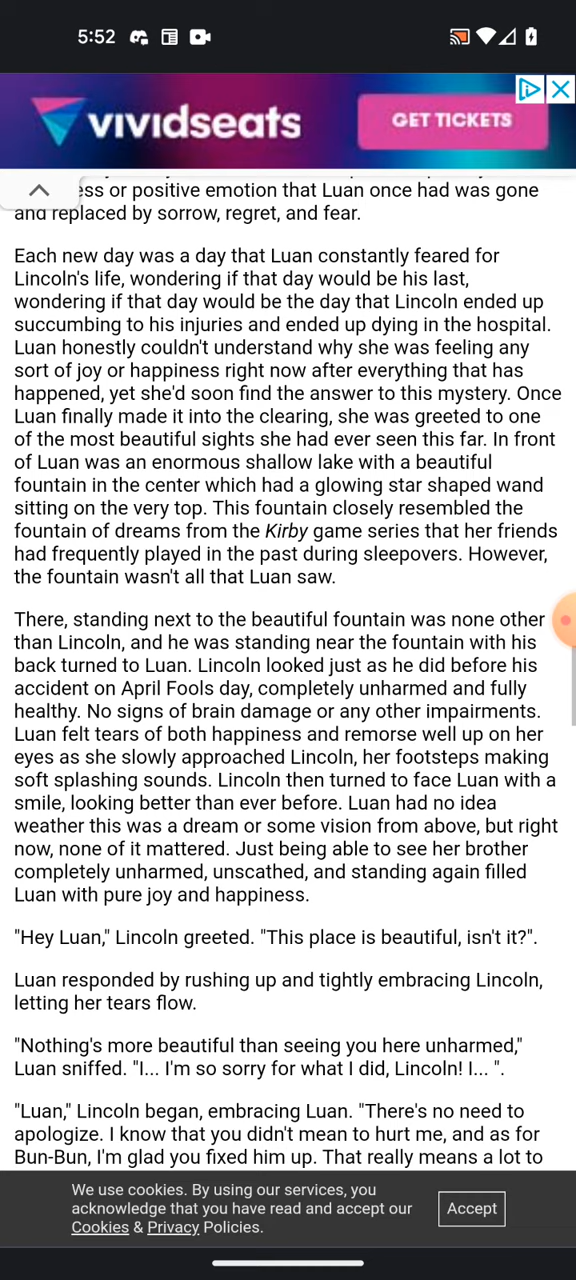 5:52
vividseats
GET TICKETS
ess or positive emotion that Luan once had was gone
and replaced by sorrow, regret, and fear.
Each new day was a day that Luan constantly feared for
Lincoln's life, wondering if that day would be his last,
wondering if that day would be the day that Lincoln ended up
succumbing to his injuries and ended up dying in the hospital.
Luan honestly couldn't understand why she was feeling any
sort of joy or happiness right now after everything that has
happened, yet she'd soon find the answer to this mystery. Once
Luan finally made it into the clearing, she was greeted to one
of the most beautiful sights she had ever seen this far. In front
of Luan was an enormous shallow lake with a beautiful
fountain in the center which had a glowing star shaped wand
sitting on the very top. This fountain closely resembled the
fountain of dreams from the Kirby game series that her friends
had frequently played in the past during sleepovers. However,
the fountain wasn't all that Luan saw.
There, standing next to the beautiful fountain was none other
than Lincoln, and he was standing near the fountain with his
back turned to Luan. Lincoln looked just as he did before his
accident on April Fools day, completely unharmed and fully
healthy. No signs of brain damage or any other impairments.
Luan felt tears of both happiness and remorse well up on her
eyes as she slowly approached Lincoln, her footsteps making
soft splashing sounds. Lincoln then turned to face Luan with a
smile, looking better than ever before. Luan had no idea
weather this was a dream or some vision from above, but right
now, none of it mattered. Just being able to see her brother
completely unharmed, unscathed, and standing again filled
Luan with pure joy and happiness.
"Hey Luan," Lincoln greeted. "This place is beautiful, isn't it?".
Luan responded by rushing up and tightly embracing Lincoln,
letting her tears flow.
"Nothing's more beautiful than seeing you here unharmed,"
Luan sniffed. "I... I'm so sorry for what I did, Lincoln! I... ".
"Luan," Lincoln began, embracing Luan. "There's no need to
apologize. I know that you didn't mean to hurt me, and as for
Bun-Bun, I'm glad you fixed him up. That really means a lot to
We use cookies. By using our services, you
acknowledge that you have read and accept our
Cookies & Privacy Policies.
Accept